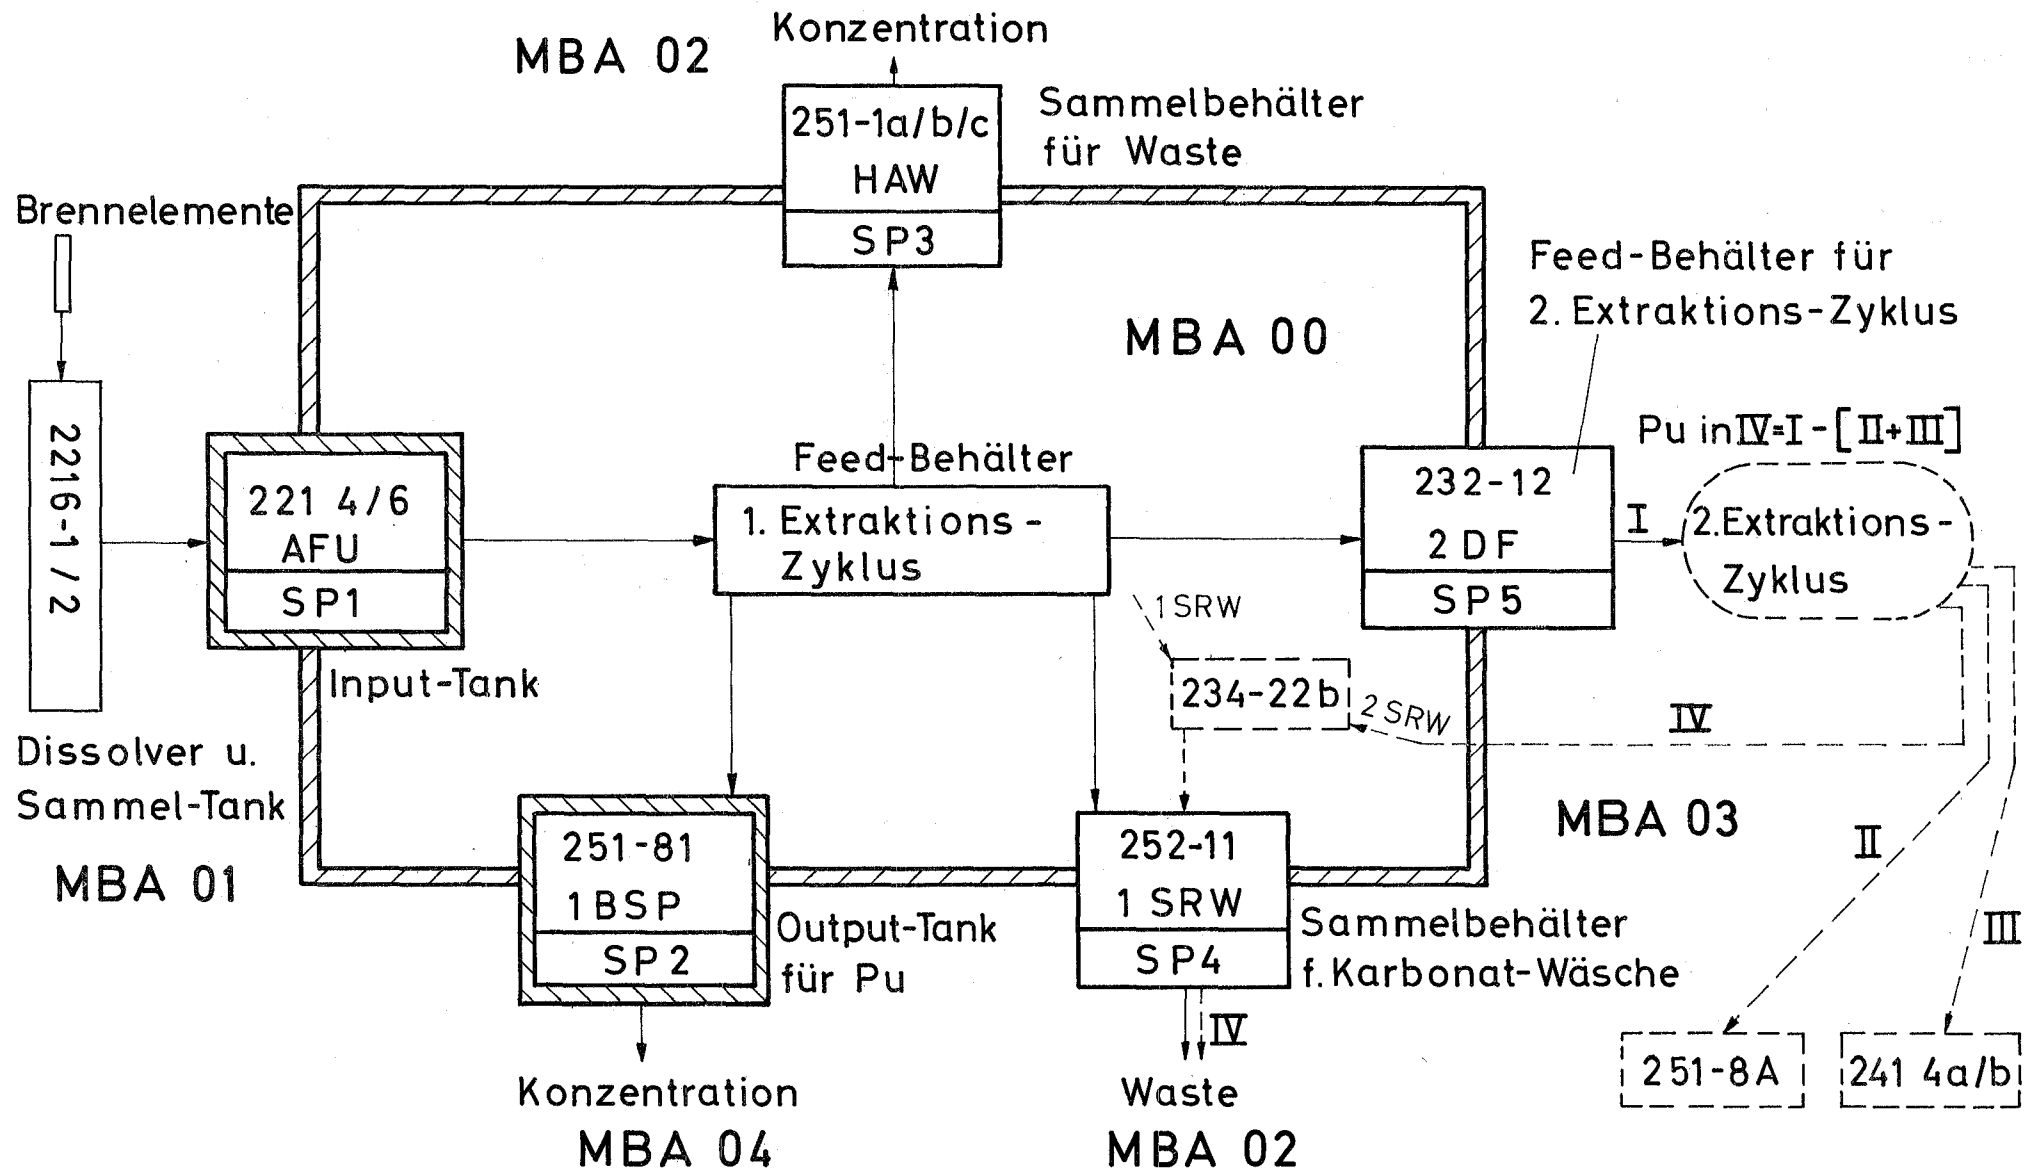 MBA 02
Konzentration
251-1a/b/c
HAW
SP3
Sammelbehälter
für Waste
Brennelemente
2216-1/2
Dissolver u.
Sammel-Tank
MBA 01
221 4/6
AFU
SP1
Input-Tank
MBA 00
Feed-Behälter
1. Extraktions-
Zyklus
Feed-Behälter für
2. Extraktions-Zyklus
232-12
2DF
SP5
Pu in IV=I-[II+III]
I
2.Extraktions-
Zyklus
1 SRW
234-22b
2 SRW
IV
MBA 03
II
III
251-81
1BSP
SP2
Output-Tank
für Pu
252-11
1 SRW
SP4
Sammelbehälter
f. Karbonat-Wäsche
IV
251-8A
241 4a/b
Konzentration
MBA 04
Waste
MBA 02